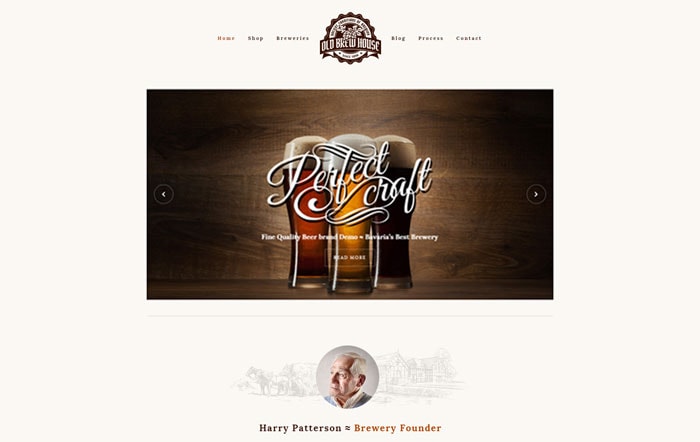 Home Shop Breweries
OLD BREW HOUSE
Blog Process Contact
Perfect
craft
Fine Quality Beer brand Demo ≈ Bavaria's Best Brewery
READ MORE
Harry Patterson ≈ Brewery Founder